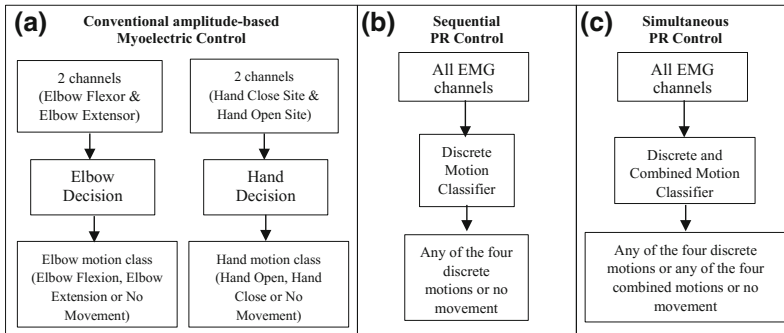 (a)
Conventional amplitude-based
Myoelectric Control
2 channels
(Elbow Flexor &
Elbow Extensor)
2 channels
(Hand Close Site &
Hand Open Site)
Elbow
Decision
Hand
Decision
Elbow motion class
(Elbow Flexion, Elbow
Extension or No
Movement)
Hand motion class
(Hand Open, Hand
Close or No Movement)
(b)
Sequential
PR Control
All EMG
channels
Discrete
Motion
Classifier
Any of the four
discrete
motions or no
movement
(c)
Simultaneous
PR Control
All EMG
channels
Discrete and
Combined Motion
Classifier
Any of the four discrete
motions or any of the four
combined motions or no
movement